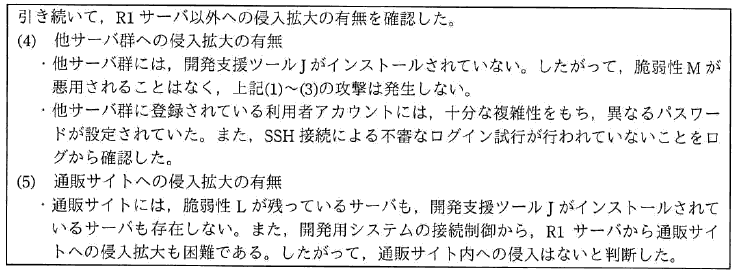 引き続いて，R1 サーバ以外への侵入拡大の有無を確認した。
(4) 他サーバ群への侵入拡大の有無
・他サーバ群には，開発支援ツール J がインストールされていない。したがって，脆弱性 M が
悪用されることはなく，上記(1)～(3)の攻撃は発生しない。
・他サーバ群に登録されている利用者アカウントには，十分な複雑性をもち，異なるパスワー
ドが設定されていた。また，SSH 接続による不審なログイン試行が行われていないことをロ
グから確認した。
(5) 通販サイトへの侵入拡大の有無
・通販サイトには，脆弱性 L が残っているサーバも，開発支援ツール J がインストールされて
いるサーバも存在しない。また，開発用システムの接続制御から，R1 サーバから通販サイ
トへの侵入拡大も困難である。したがって，通販サイト内への侵入はないと判断した。